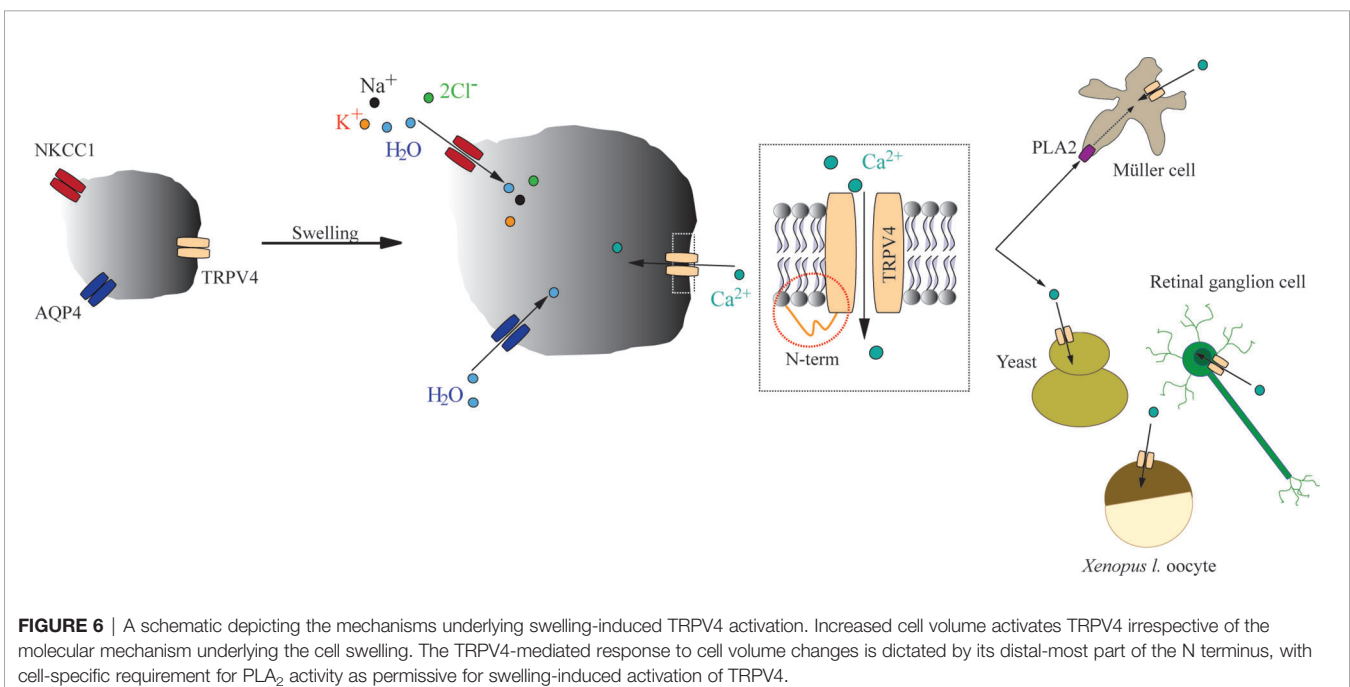 Na+
2Cl-
K+
H2O
NKCC1
Swelling
TRPV4
AQP4
H2O
Ca2+
Ca2+
TRPV4
N-term
PLA2
Müller cell
Retinal ganglion cell
Yeast
Xenopus l. oocyte
FIGURE 6 | A schematic depicting the mechanisms underlying swelling-induced TRPV4 activation. Increased cell volume activates TRPV4 irrespective of the
molecular mechanism underlying the cell swelling. The TRPV4-mediated response to cell volume changes is dictated by its distal-most part of the N terminus, with
cell-specific requirement for PLA2 activity as permissive for swelling-induced activation of TRPV4.